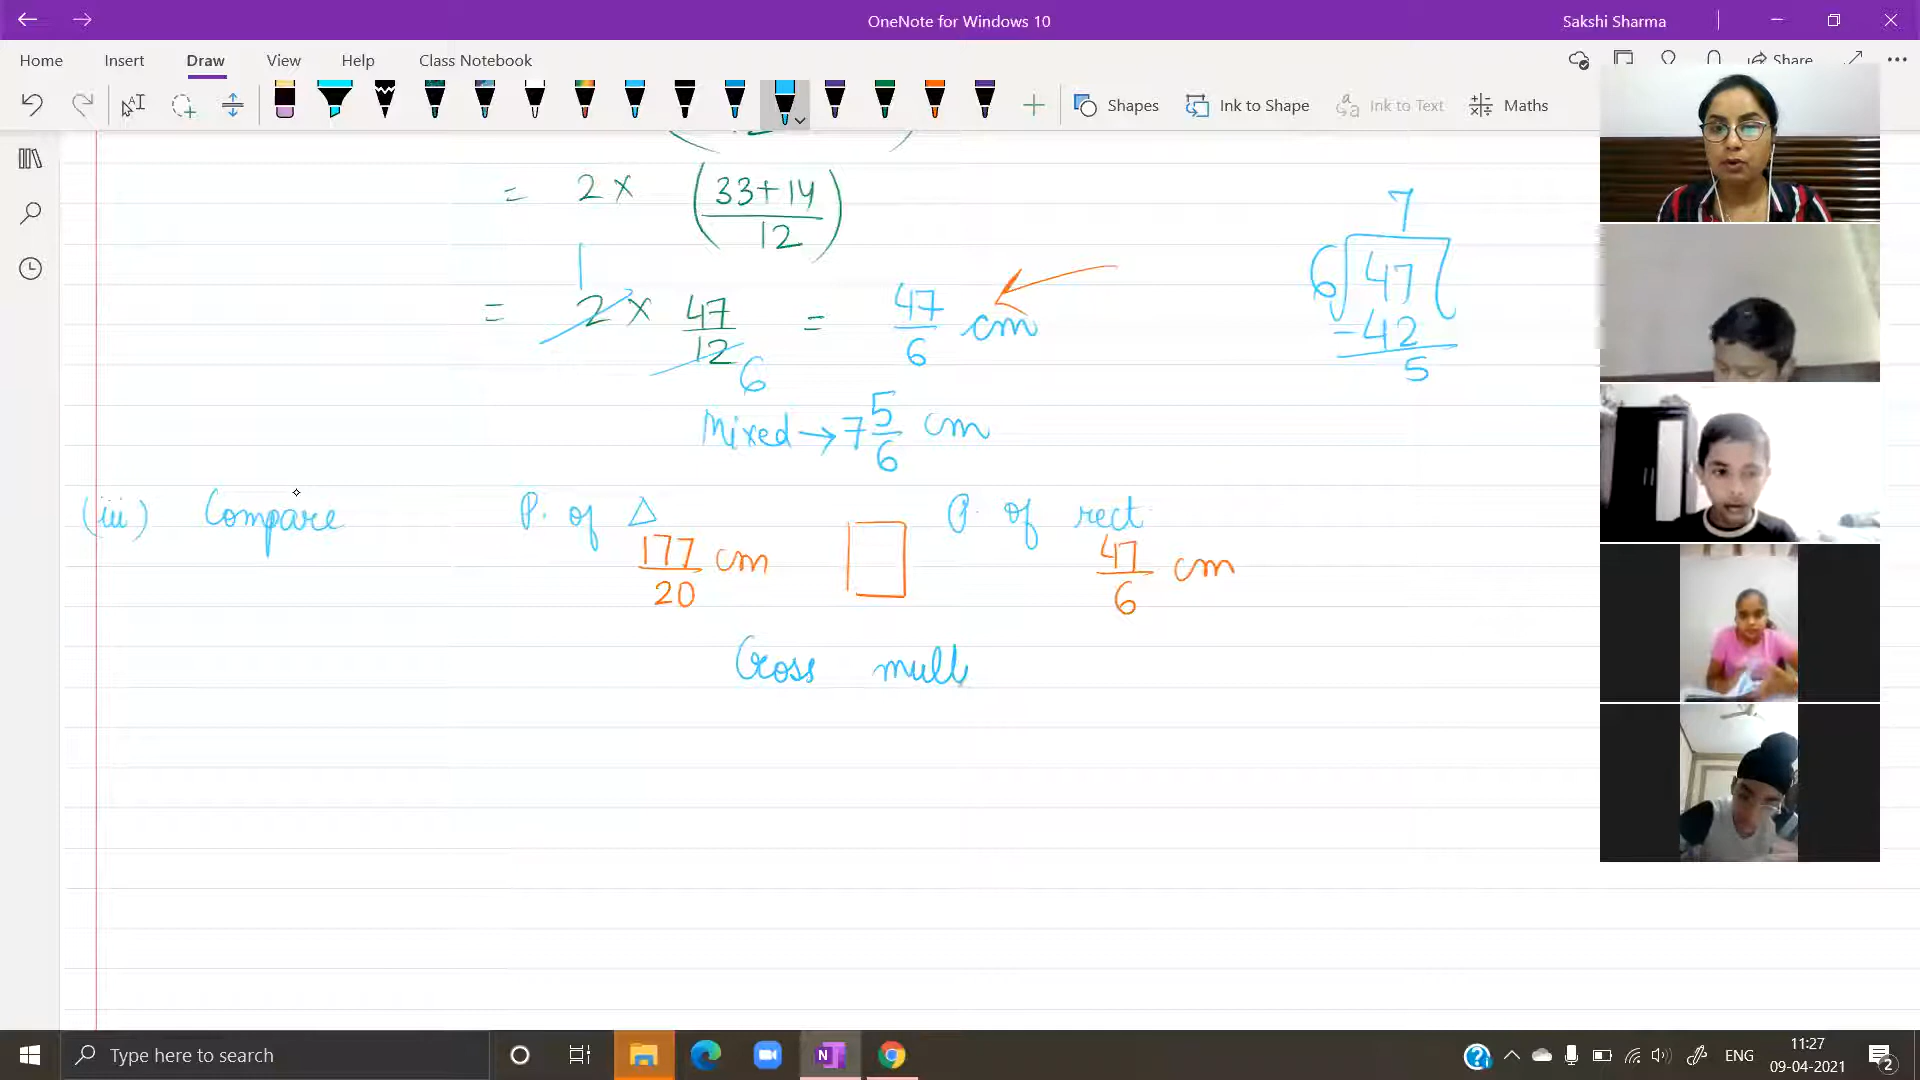 OneNote for Windows 10
Sakshi Sharma
Home Insert Draw View Help Class Notebook
Share
Shapes Ink to Shape Ink to Text Maths
= 2 x (33+14/12)
1
= 2 x 47/12 = 47/6 cm
6
Mixed → 7 5/6 cm
7
6 47
-42
5
(iii) Compare P. of Δ P. of rect.
177/20 cm 47/6 cm
Cross
Type here to search
ENG
11:27
09-04-2021
2